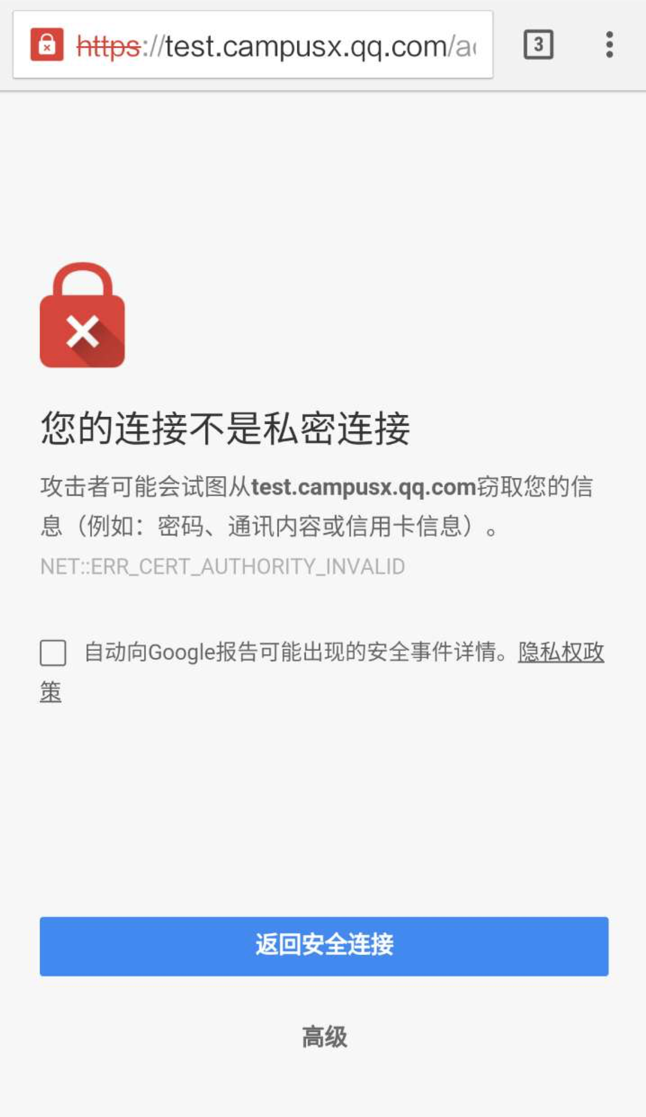 https://test.campusx.qq.com/a
3
您的连接不是私密连接
攻击者可能会试图从test.campusx.qq.com窃取您的信
息（例如：密码、通讯内容或信用卡信息）。
NET::ERR_CERT_AUTHORITY_INVALID
自动向Google报告可能出现的安全事件详情。隐私权政
策
返回安全连接
高级